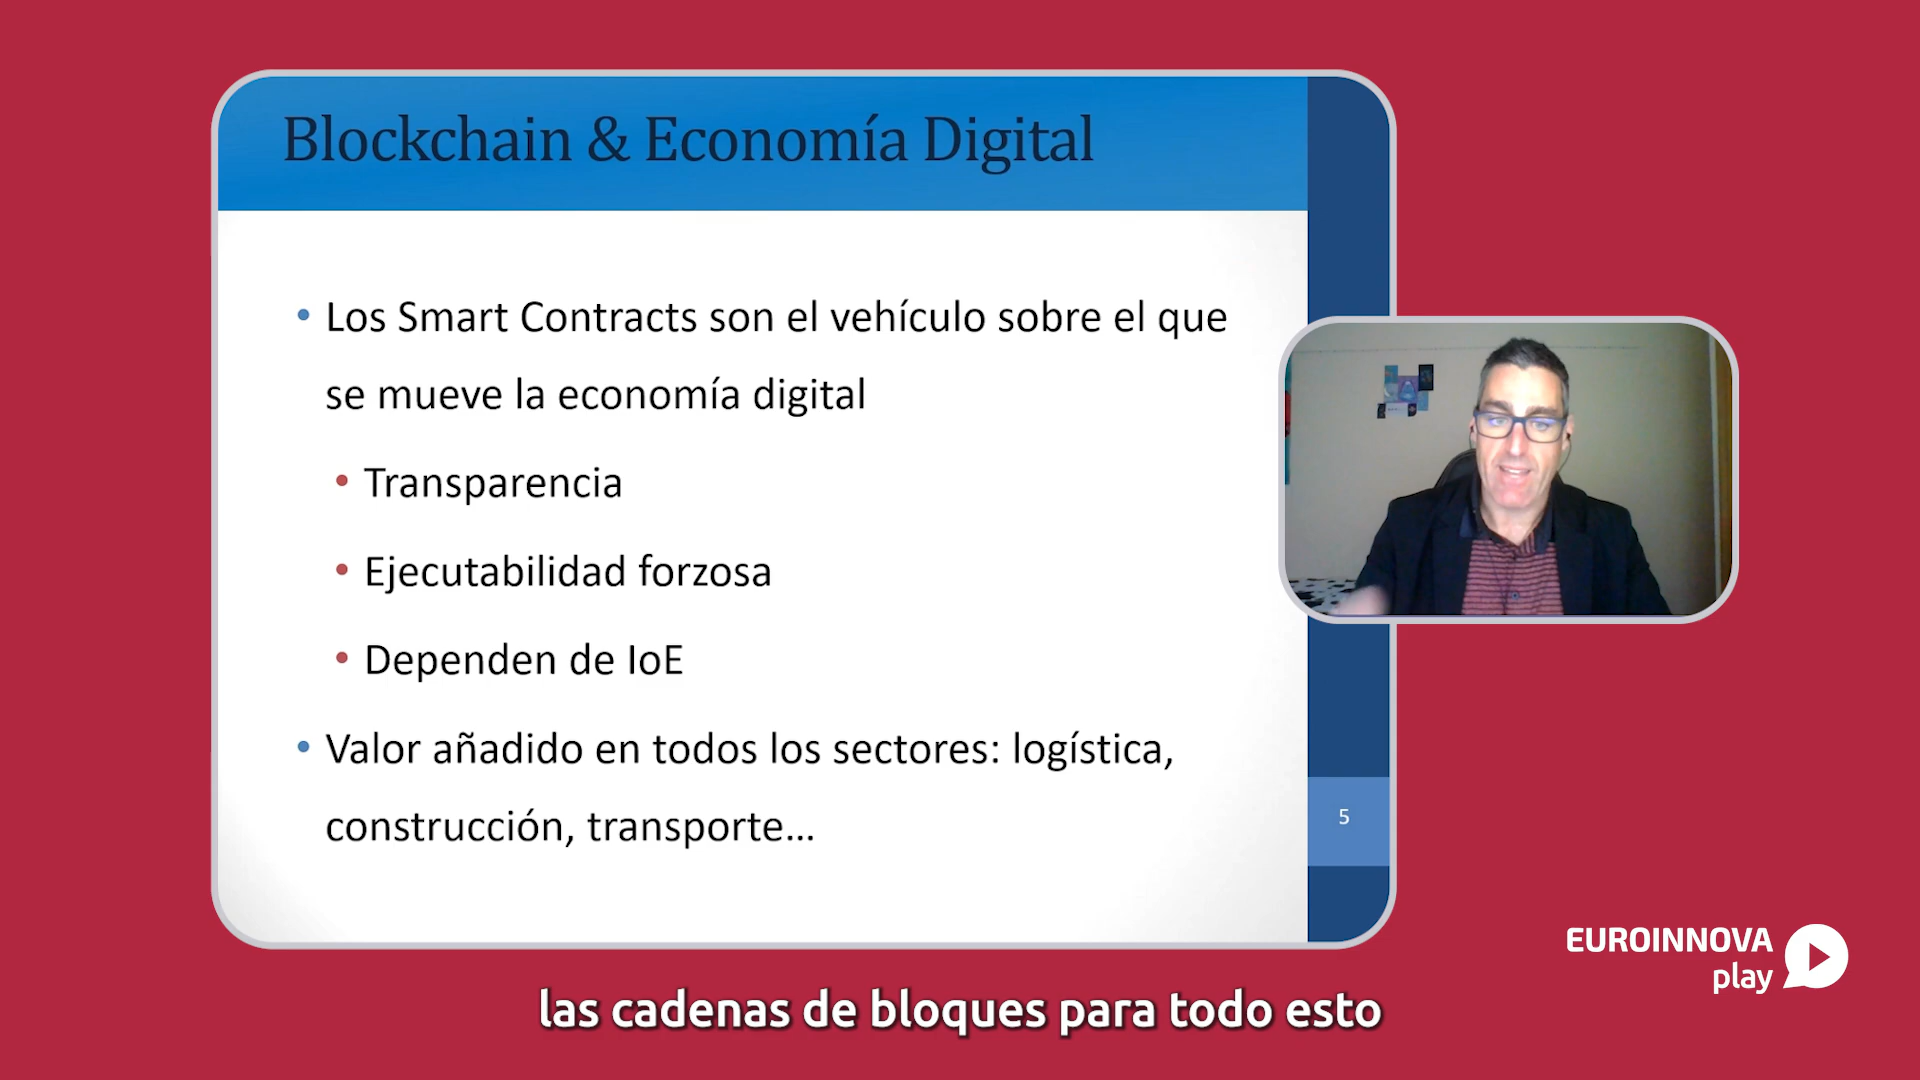 Blockchain & Economía Digital
• Los Smart Contracts son el vehículo sobre el que
se mueve la economía digital
• Transparencia
• Ejecutabilidad forzosa
• Dependen de IoE
• Valor añadido en todos los sectores: logística,
construcción, transporte...
5
EUROINNOVA
play
las cadenas de bloques para todo esto